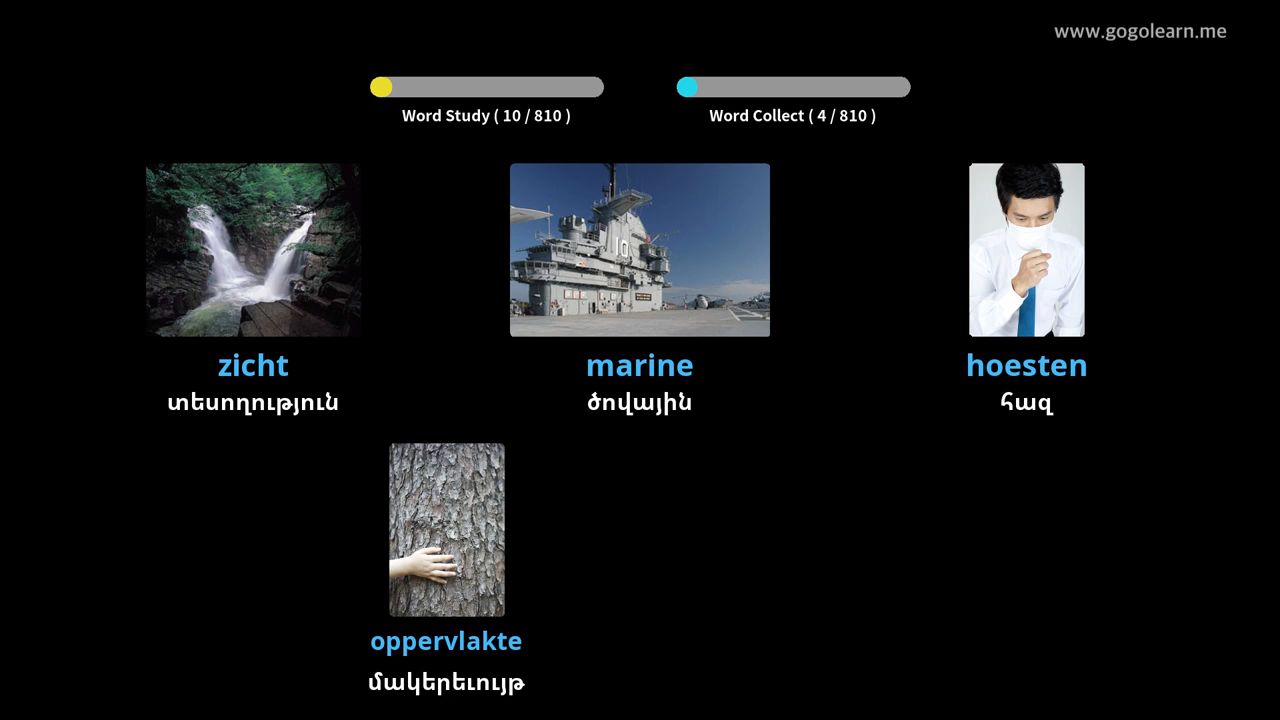 www.gogolearn.me
Word Study ( 10 / 810 )
Word Collect ( 4 / 810 )
zicht
marine
hoesten
տեսողություն
ծովային
հազ
10
oppervlakte
մակերեւույթ